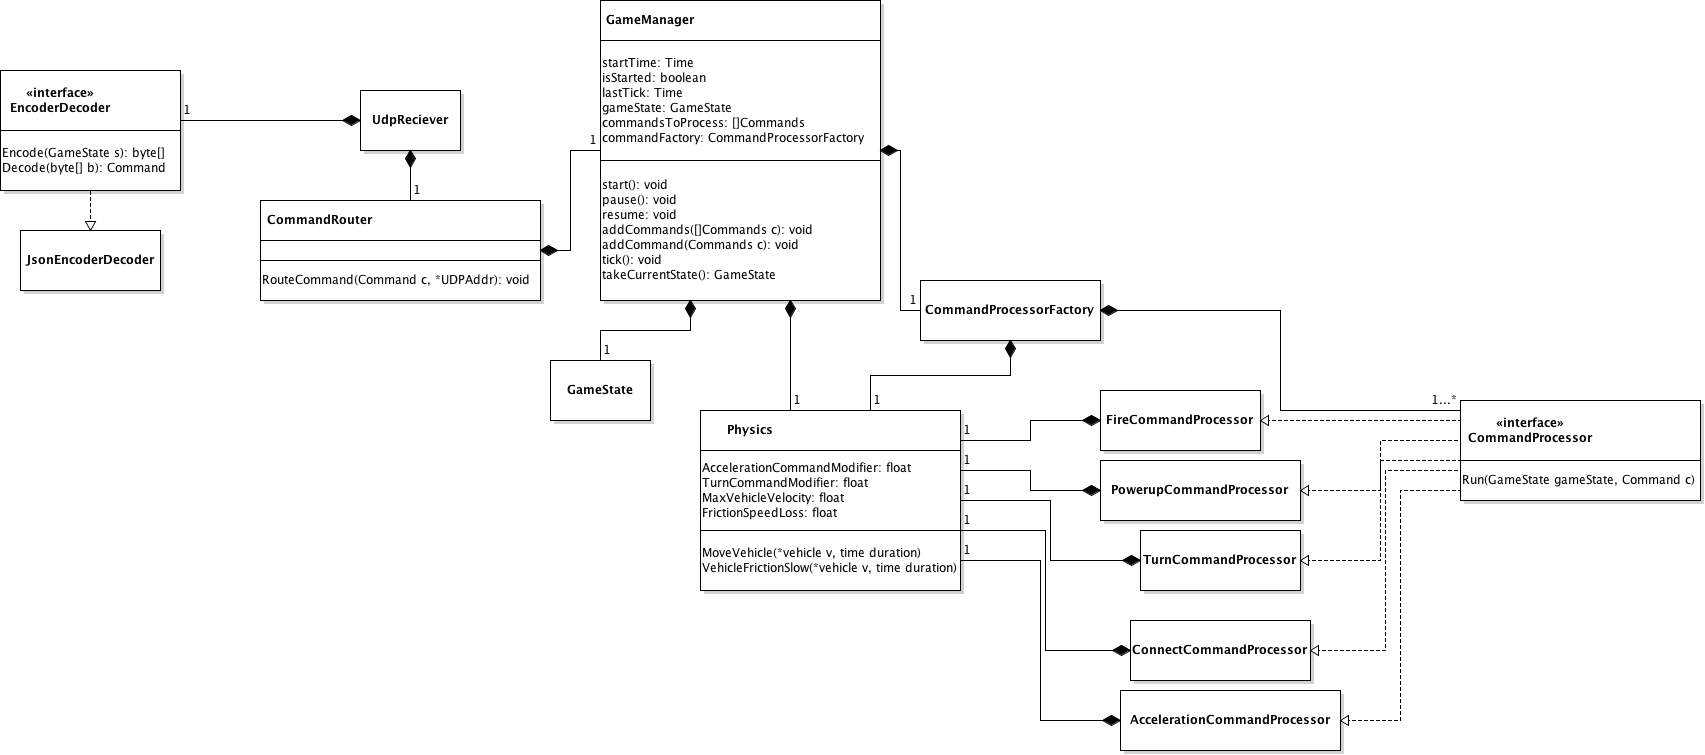 GameManager
startTime: Time
isStarted: boolean
lastTick: Time
gameState: GameState
commandsToProcess: []Commands
commandFactory: CommandProcessorFactory
start(): void
pause(): void
resume: void
addCommands([]Commands c): void
addCommand(Commands c): void
tick(): void
takeCurrentState(): GameState
«interface»
EncoderDecoder
Encode(GameState s): byte[]
Decode(byte[] b): Command
1
UdpReciever
1
JsonEncoderDecoder
CommandRouter
RouteCommand(Command c, *UDPAddr): void
1
1
GameState
1
CommandProcessorFactory
1
1
1
Physics
AccelerationCommandModifier: float
TurnCommandModifier: float
MaxVehicleVelocity: float
FrictionSpeedLoss: float
MoveVehicle(*vehicle v, time duration)
VehicleFrictionSlow(*vehicle v, time duration)
1
1
1
1
1
FireCommandProcessor
PowerupCommandProcessor
TurnCommandProcessor
ConnectCommandProcessor
AccelerationCommandProcessor
1...*
«interface»
CommandProcessor
Run(GameState gameState, Command c)